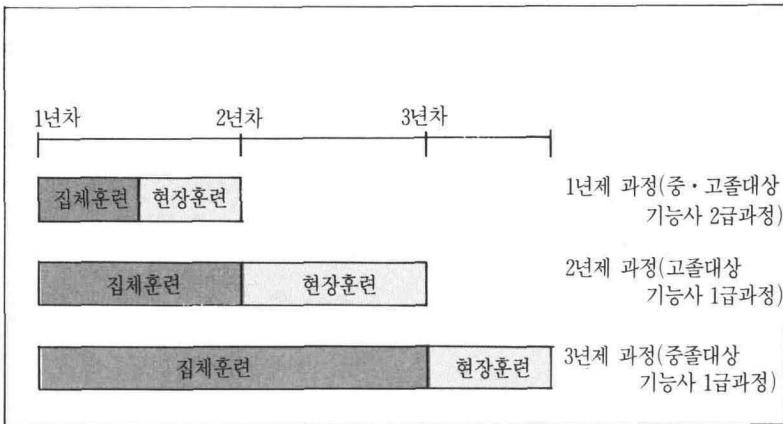 1년차 2년차 3년차
집체훈련 현장훈련
1년제 과정(중・고졸대상
기능사 2급과정)
집체훈련 현장훈련
2년제 과정(고졸대상
기능사 1급과정)
집체훈련 현장훈련
3년제 과정(중졸대상
기능사 1급과정)